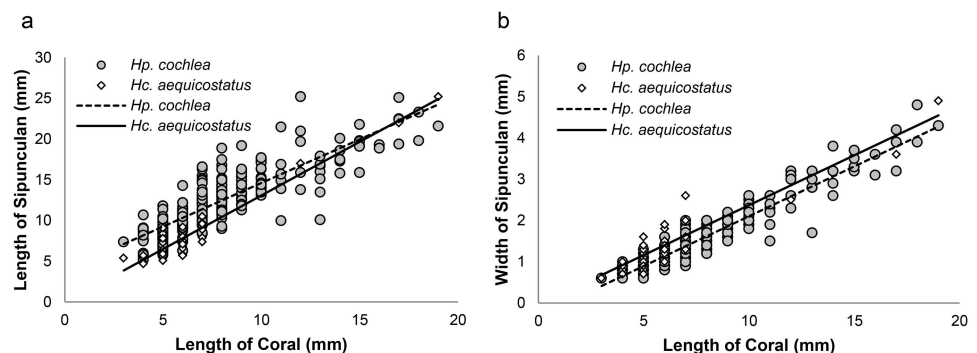 a
30
25
20
15
10
5
0
Length of Sipunculan (mm)
Hp. cochlea
Hc. aequicostatus
Hp. cochlea
Hc. aequicostatus
0 5 10 15 20
Length of Coral (mm)
b
6
5
4
3
2
1
0
Width of Sipunculan (mm)
Hp. cochlea
Hc. aequicostatus
Hp. cochlea
Hc. aequicostatus
0 5 10 15 20
Length of Coral (mm)